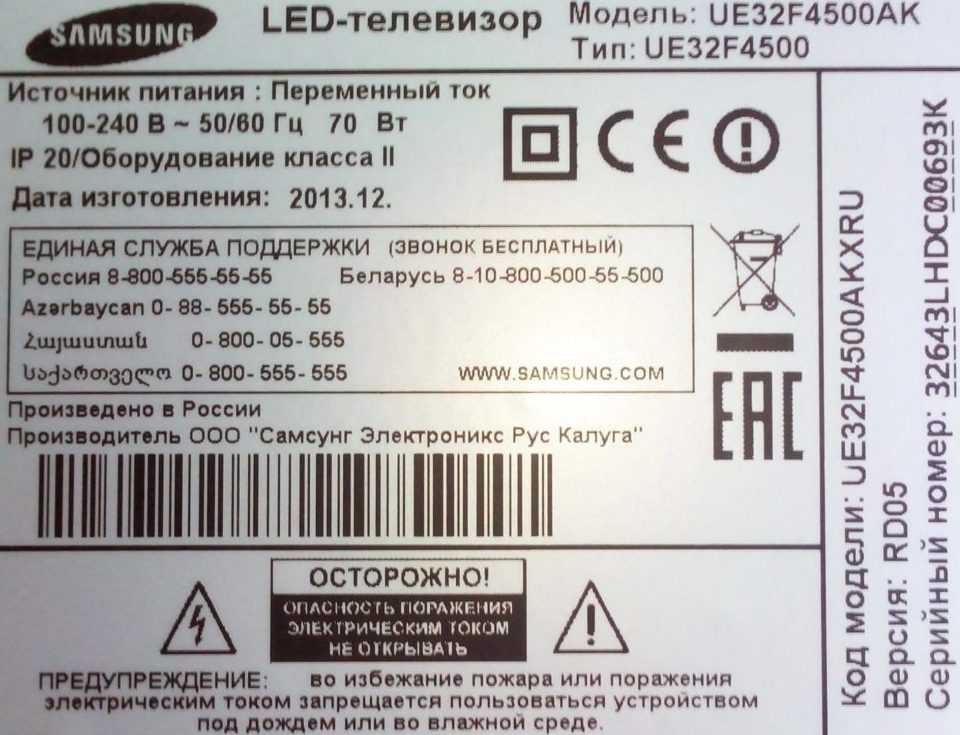 SAMSUNG
LED-телевизор
Модель: UE32F4500AK
Тип: UE32F4500
Источник питания : Переменный ток
100-240 В ~ 50/60 Гц 70 Вт
IP 20/Оборудование класса II
Дата изготовления: 2013.12.
CE
ЕДИНАЯ СЛУЖБА ПОДДЕРЖКИ (ЗВОНОК БЕСПЛАТНЫЙ)
Россия 8-800-555-55-55 Беларусь 8-10-800-500-55-500
Azərbaycan 0- 88- 555- 55- 55
Հայաստան 0- 800- 05- 555
საქართველო 0- 800- 555- 555 WWW.SAMSUNG.COM
EAC
Произведено в России
Производитель ООО "Самсунг Электроникс Рус Калуга"
ОСТОРОЖНО!
ОПАСНОСТЬ ПОРАЖЕНИЯ
ЭЛЕКТРИЧЕСКИМ ТОКОМ
НЕ ОТКРЫВАТЬ
ПРЕДУПРЕЖДЕНИЕ: во избежание пожара или поражения
электрическим током запрещается пользоваться устройством
под дождем или во влажной среде.
Код модели: UE32F4500AKXRU
Версия: RD05
Серийный номер: 32643LHDC00693K